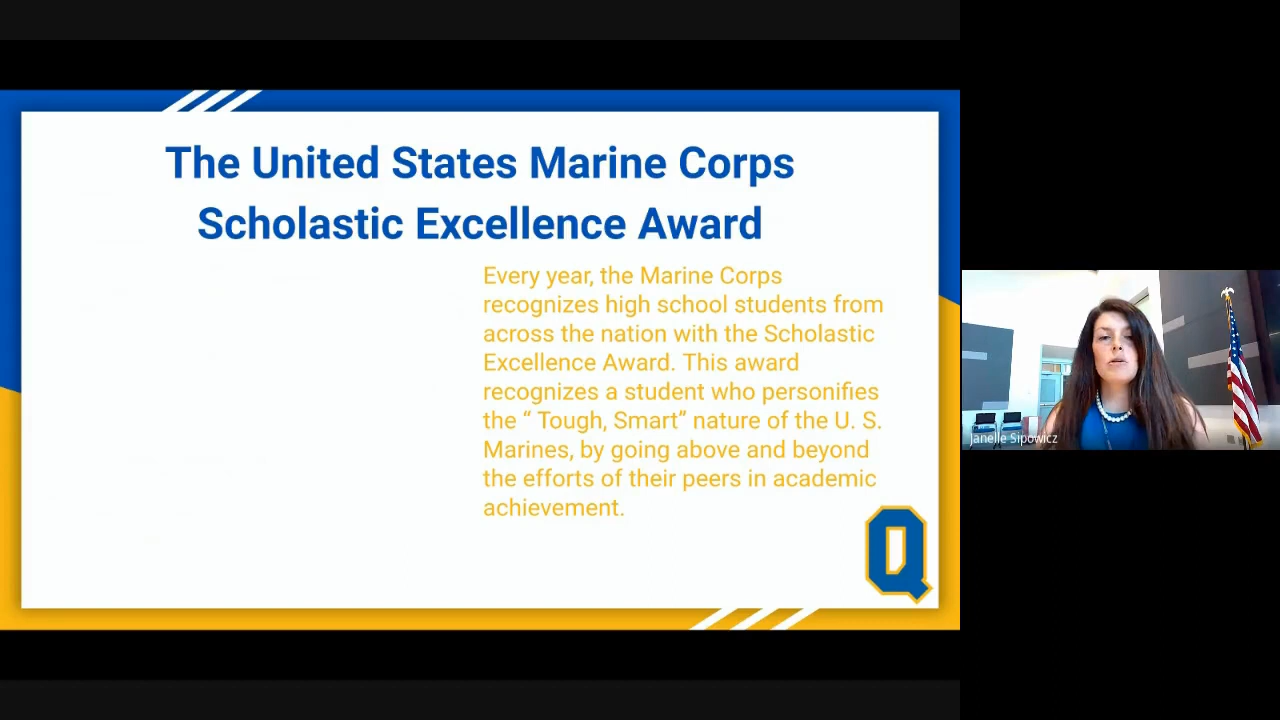 The United States Marine Corps
Scholastic Excellence Award
Every year, the Marine Corps
recognizes high school students from
across the nation with the Scholastic
Excellence Award. This award
recognizes a student who personifies
the “ Tough, Smart” nature of the U. S.
Marines, by going above and beyond
the efforts of their peers in academic
achievement.
Q
Janelle Sipowicz